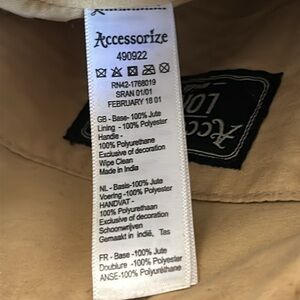 Accessorize
490922
RN42-1768019
SRAN 01/01
FEBRUARY 18 01
GB - Base- 100% Jute
Lining - 100% Polyester
Handle -
100% Polyurethane
Exclusive of decoration
Wipe Clean
Made in India
NL - Basis-100% Jute
Voering -100% Polyester
HANDVAT -
100% Polyurethaan
Exclusive of decoration
Schoonwrijven
Gemaakt in indië, Tas
FR - Base -100% Jute
Doublure -100% Polyester
ANSE-100% Polyuréthane
Access
LON